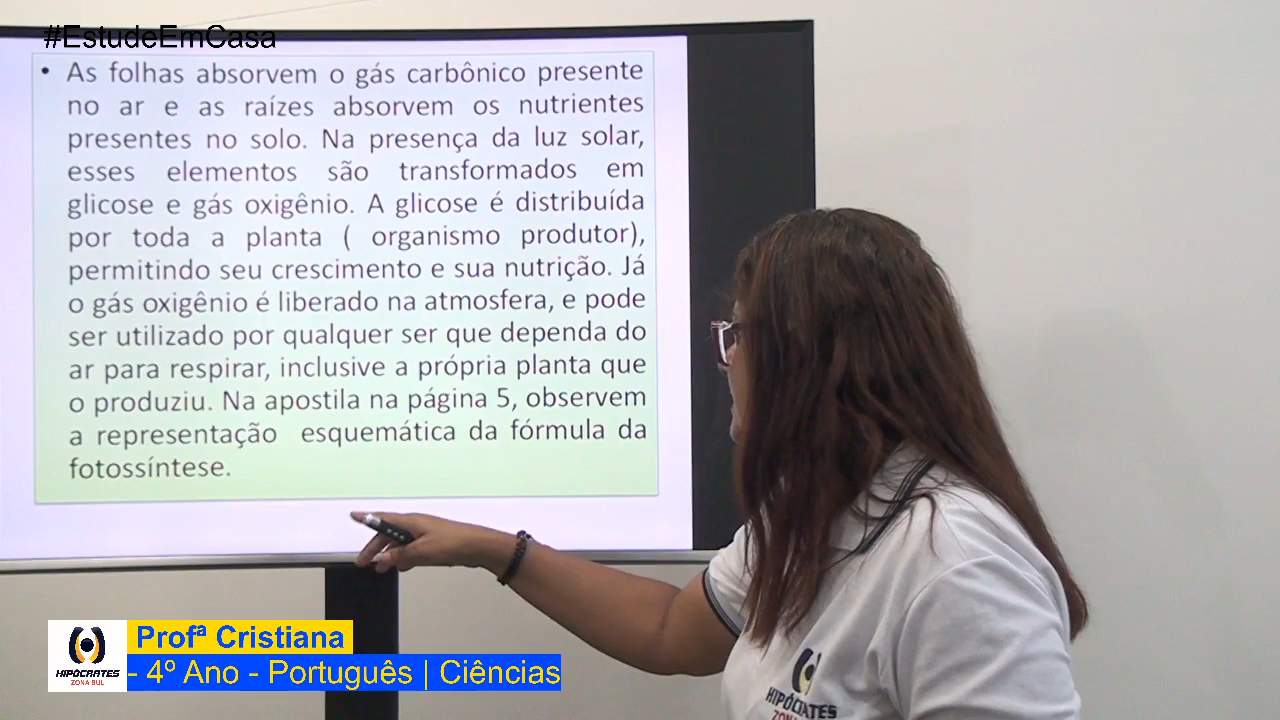 #EstudeEmCasa
• As folhas absorvem o gás carbônico presente
no ar e as raízes absorvem os nutrientes
presentes no solo. Na presença da luz solar,
esses elementos são transformados em
glicose e gás oxigênio. A glicose é distribuída
por toda a planta ( organismo produtor),
permitindo seu crescimento e sua nutrição. Já
o gás oxigênio é liberado na atmosfera, e pode
ser utilizado por qualquer ser que dependa do
ar para respirar, inclusive a própria planta que
o produziu. Na apostila na página 5, observem
a representação esquemática da fórmula da
fotossíntese.
Profª Cristiana
- 4º Ano - Português | Ciências
HIPÓCRATES
ZONA SUL
HIPÓCRATES
ZONA